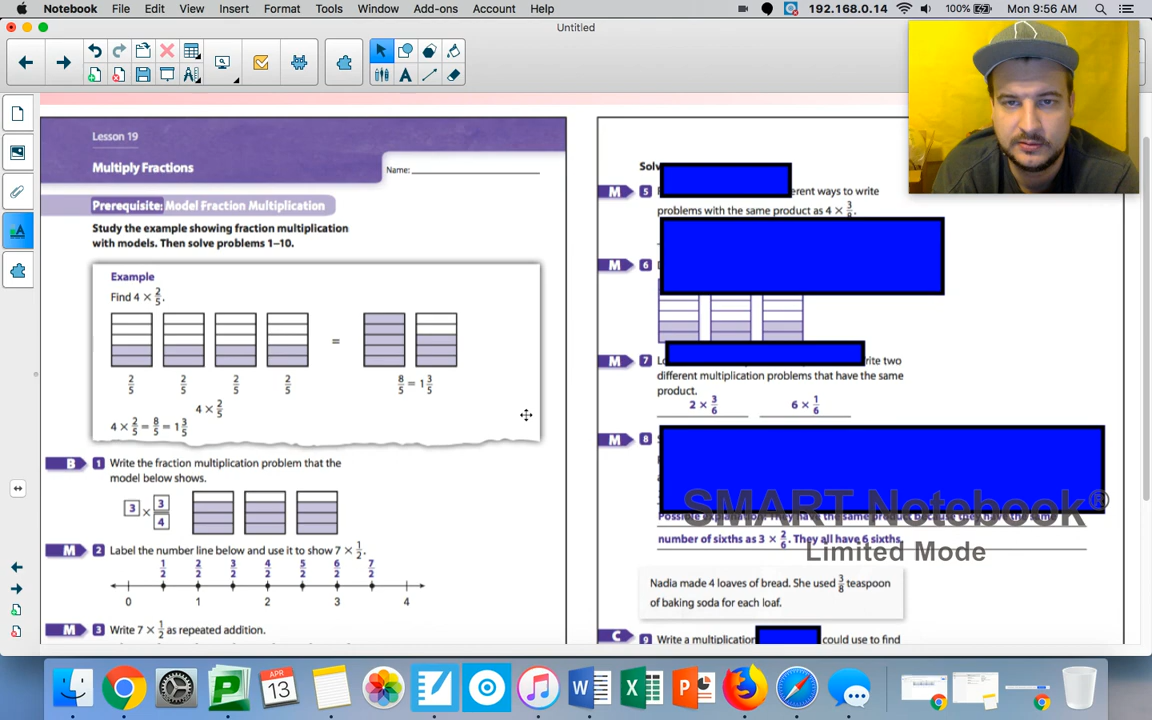 Notebook File Edit View Insert Format Tools Window Add-ons Account Help 192.168.0.14 100% Mon 9:56 AM
Untitled
Lesson 19
Multiply Fractions
Name:
Prerequisite: Model Fraction Multiplication
Study the example showing fraction multiplication
with models. Then solve problems 1–10.
Example
Find 4 × 2/5.
=
2/5 2/5 2/5 2/5 8/5 = 1 3/5
4 × 2/5
4 × 2/5 = 8/5 = 1 3/5
B 1 Write the fraction multiplication problem that the
model below shows.
3 × 3/4
M 2 Label the number line below and use it to show 7 × 1/2.
1/2 2/2 3/2 4/2 5/2 6/2 7/2
0 1 2 3 4
M 3 Write 7 × 1/2 as repeated addition.
Solv
M 5 erent ways to write
problems with the same product as 4 × 3/8.
M 6
M 7 rite two
different multiplication problems that have the same
product.
2 × 3/6 6 × 1/6
M 8
SMART Notebook®
number of sixths as 3 × 2/6. They all have 6 sixths.
Limited Mode
Nadia made 4 loaves of bread. She used 3/8 teaspoon
of baking soda for each loaf.
C 9 Write a multiplication could use to find
APR
13